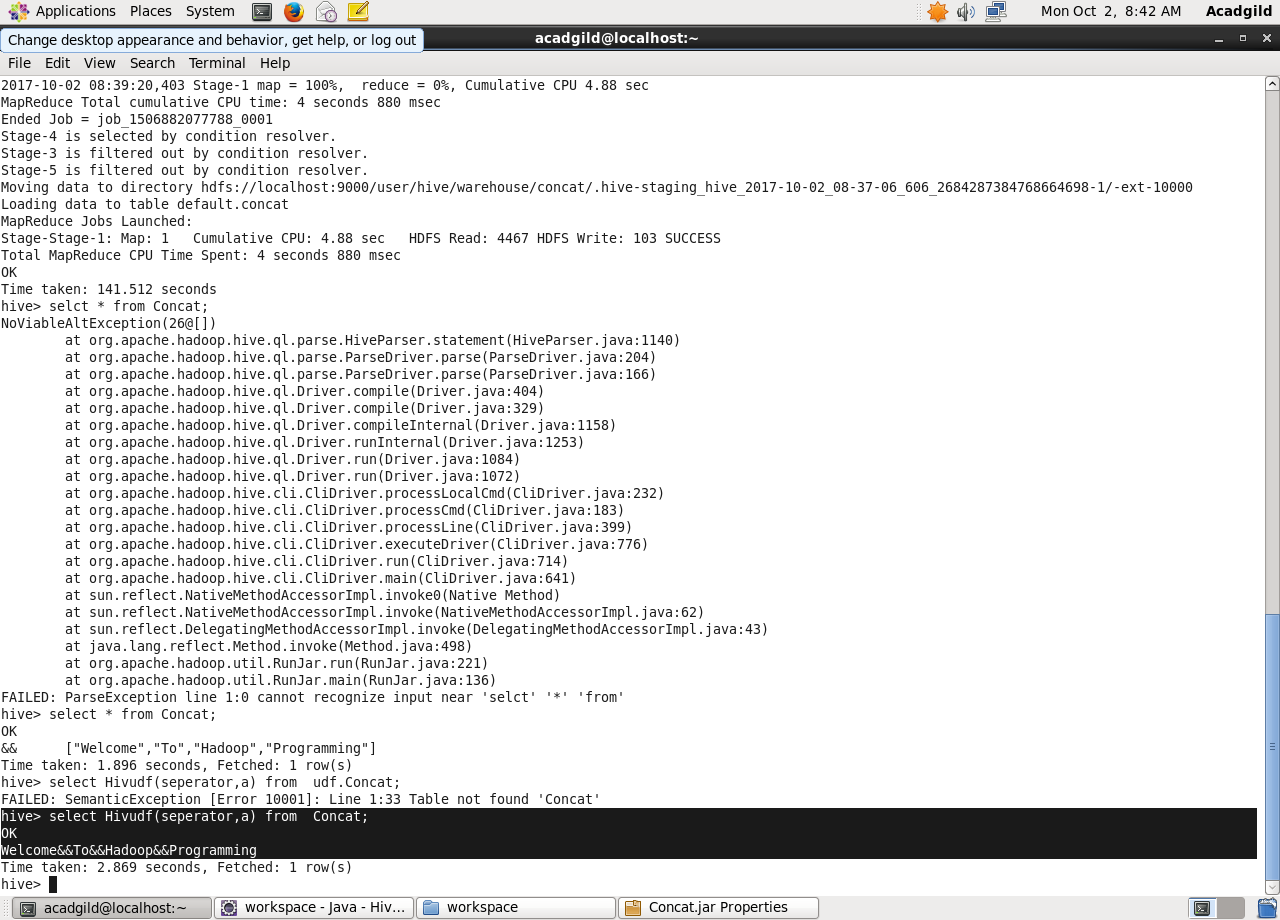 Applications Places System Mon Oct 2, 8:42 AM Acadgild
Change desktop appearance and behavior, get help, or log out acadgild@localhost:~
File Edit View Search Terminal Help
2017-10-02 08:39:20,403 Stage-1 map = 100%,  reduce = 0%, Cumulative CPU 4.88 sec
MapReduce Total cumulative CPU time: 4 seconds 880 msec
Ended Job = job_1506882077788_0001
Stage-4 is selected by condition resolver.
Stage-3 is filtered out by condition resolver.
Stage-5 is filtered out by condition resolver.
Moving data to directory hdfs://localhost:9000/user/hive/warehouse/concat/.hive-staging_hive_2017-10-02_08-37-06_606_2684287384768664698-1/-ext-10000
Loading data to table default.concat
MapReduce Jobs Launched:
Stage-Stage-1: Map: 1   Cumulative CPU: 4.88 sec   HDFS Read: 4467 HDFS Write: 103 SUCCESS
Total MapReduce CPU Time Spent: 4 seconds 880 msec
OK
Time taken: 141.512 seconds
hive> selct * from Concat;
NoViableAltException(26@[])
        at org.apache.hadoop.hive.ql.parse.HiveParser.statement(HiveParser.java:1140)
        at org.apache.hadoop.hive.ql.parse.ParseDriver.parse(ParseDriver.java:204)
        at org.apache.hadoop.hive.ql.parse.ParseDriver.parse(ParseDriver.java:166)
        at org.apache.hadoop.hive.ql.Driver.compile(Driver.java:404)
        at org.apache.hadoop.hive.ql.Driver.compile(Driver.java:329)
        at org.apache.hadoop.hive.ql.Driver.compileInternal(Driver.java:1158)
        at org.apache.hadoop.hive.ql.Driver.runInternal(Driver.java:1253)
        at org.apache.hadoop.hive.ql.Driver.run(Driver.java:1084)
        at org.apache.hadoop.hive.ql.Driver.run(Driver.java:1072)
        at org.apache.hadoop.hive.cli.CliDriver.processLocalCmd(CliDriver.java:232)
        at org.apache.hadoop.hive.cli.CliDriver.processCmd(CliDriver.java:183)
        at org.apache.hadoop.hive.cli.CliDriver.processLine(CliDriver.java:399)
        at org.apache.hadoop.hive.cli.CliDriver.executeDriver(CliDriver.java:776)
        at org.apache.hadoop.hive.cli.CliDriver.run(CliDriver.java:714)
        at org.apache.hadoop.hive.cli.CliDriver.main(CliDriver.java:641)
        at sun.reflect.NativeMethodAccessorImpl.invoke0(Native Method)
        at sun.reflect.NativeMethodAccessorImpl.invoke(NativeMethodAccessorImpl.java:62)
        at sun.reflect.DelegatingMethodAccessorImpl.invoke(DelegatingMethodAccessorImpl.java:43)
        at java.lang.reflect.Method.invoke(Method.java:498)
        at org.apache.hadoop.util.RunJar.run(RunJar.java:221)
        at org.apache.hadoop.util.RunJar.main(RunJar.java:136)
FAILED: ParseException line 1:0 cannot recognize input near 'selct' '*' 'from'
hive> select * from Concat;
OK
&&      ["Welcome","To","Hadoop","Programming"]
Time taken: 1.896 seconds, Fetched: 1 row(s)
hive> select Hivudf(seperator,a) from  udf.Concat;
FAILED: SemanticException [Error 10001]: Line 1:33 Table not found 'Concat'
hive> select Hivudf(seperator,a) from  Concat;
OK
Welcome&&To&&Hadoop&&Programming
Time taken: 2.869 seconds, Fetched: 1 row(s)
hive>
acadgild@localhost:~ workspace - Java - Hiv... workspace Concat.jar Properties